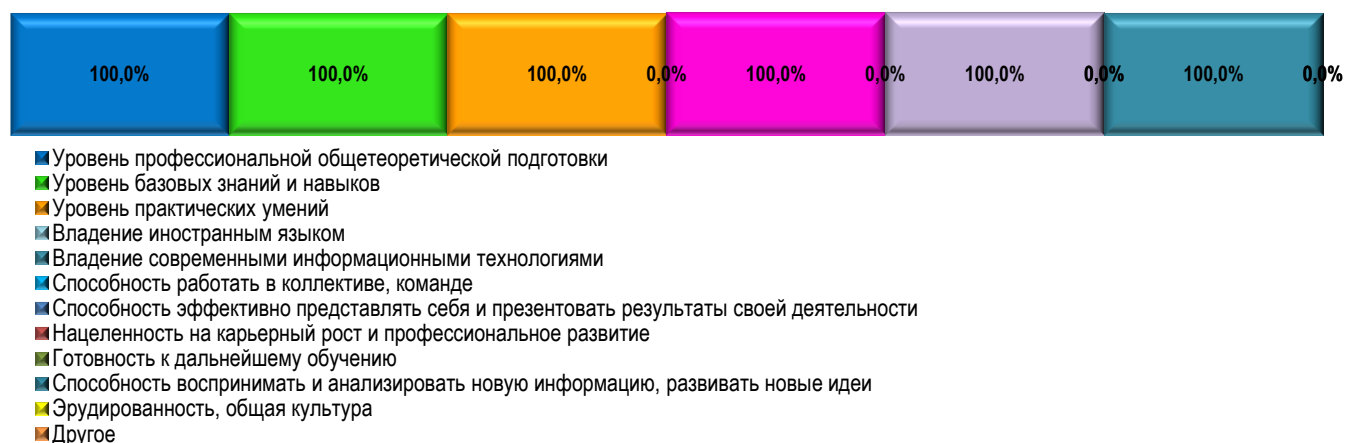 100,0% 100,0% 100,0% 0,0% 100,0% 0,0% 100,0% 0,0% 100,0% 0,0%
Уровень профессиональной общетеоретической подготовки
Уровень базовых знаний и навыков
Уровень практических умений
Владение иностранным языком
Владение современными информационными технологиями
Способность работать в коллективе, команде
Способность эффективно представлять себя и презентовать результаты своей деятельности
Нацеленность на карьерный рост и профессиональное развитие
Готовность к дальнейшему обучению
Способность воспринимать и анализировать новую информацию, развивать новые идеи
Эрудированность, общая культура
Другое